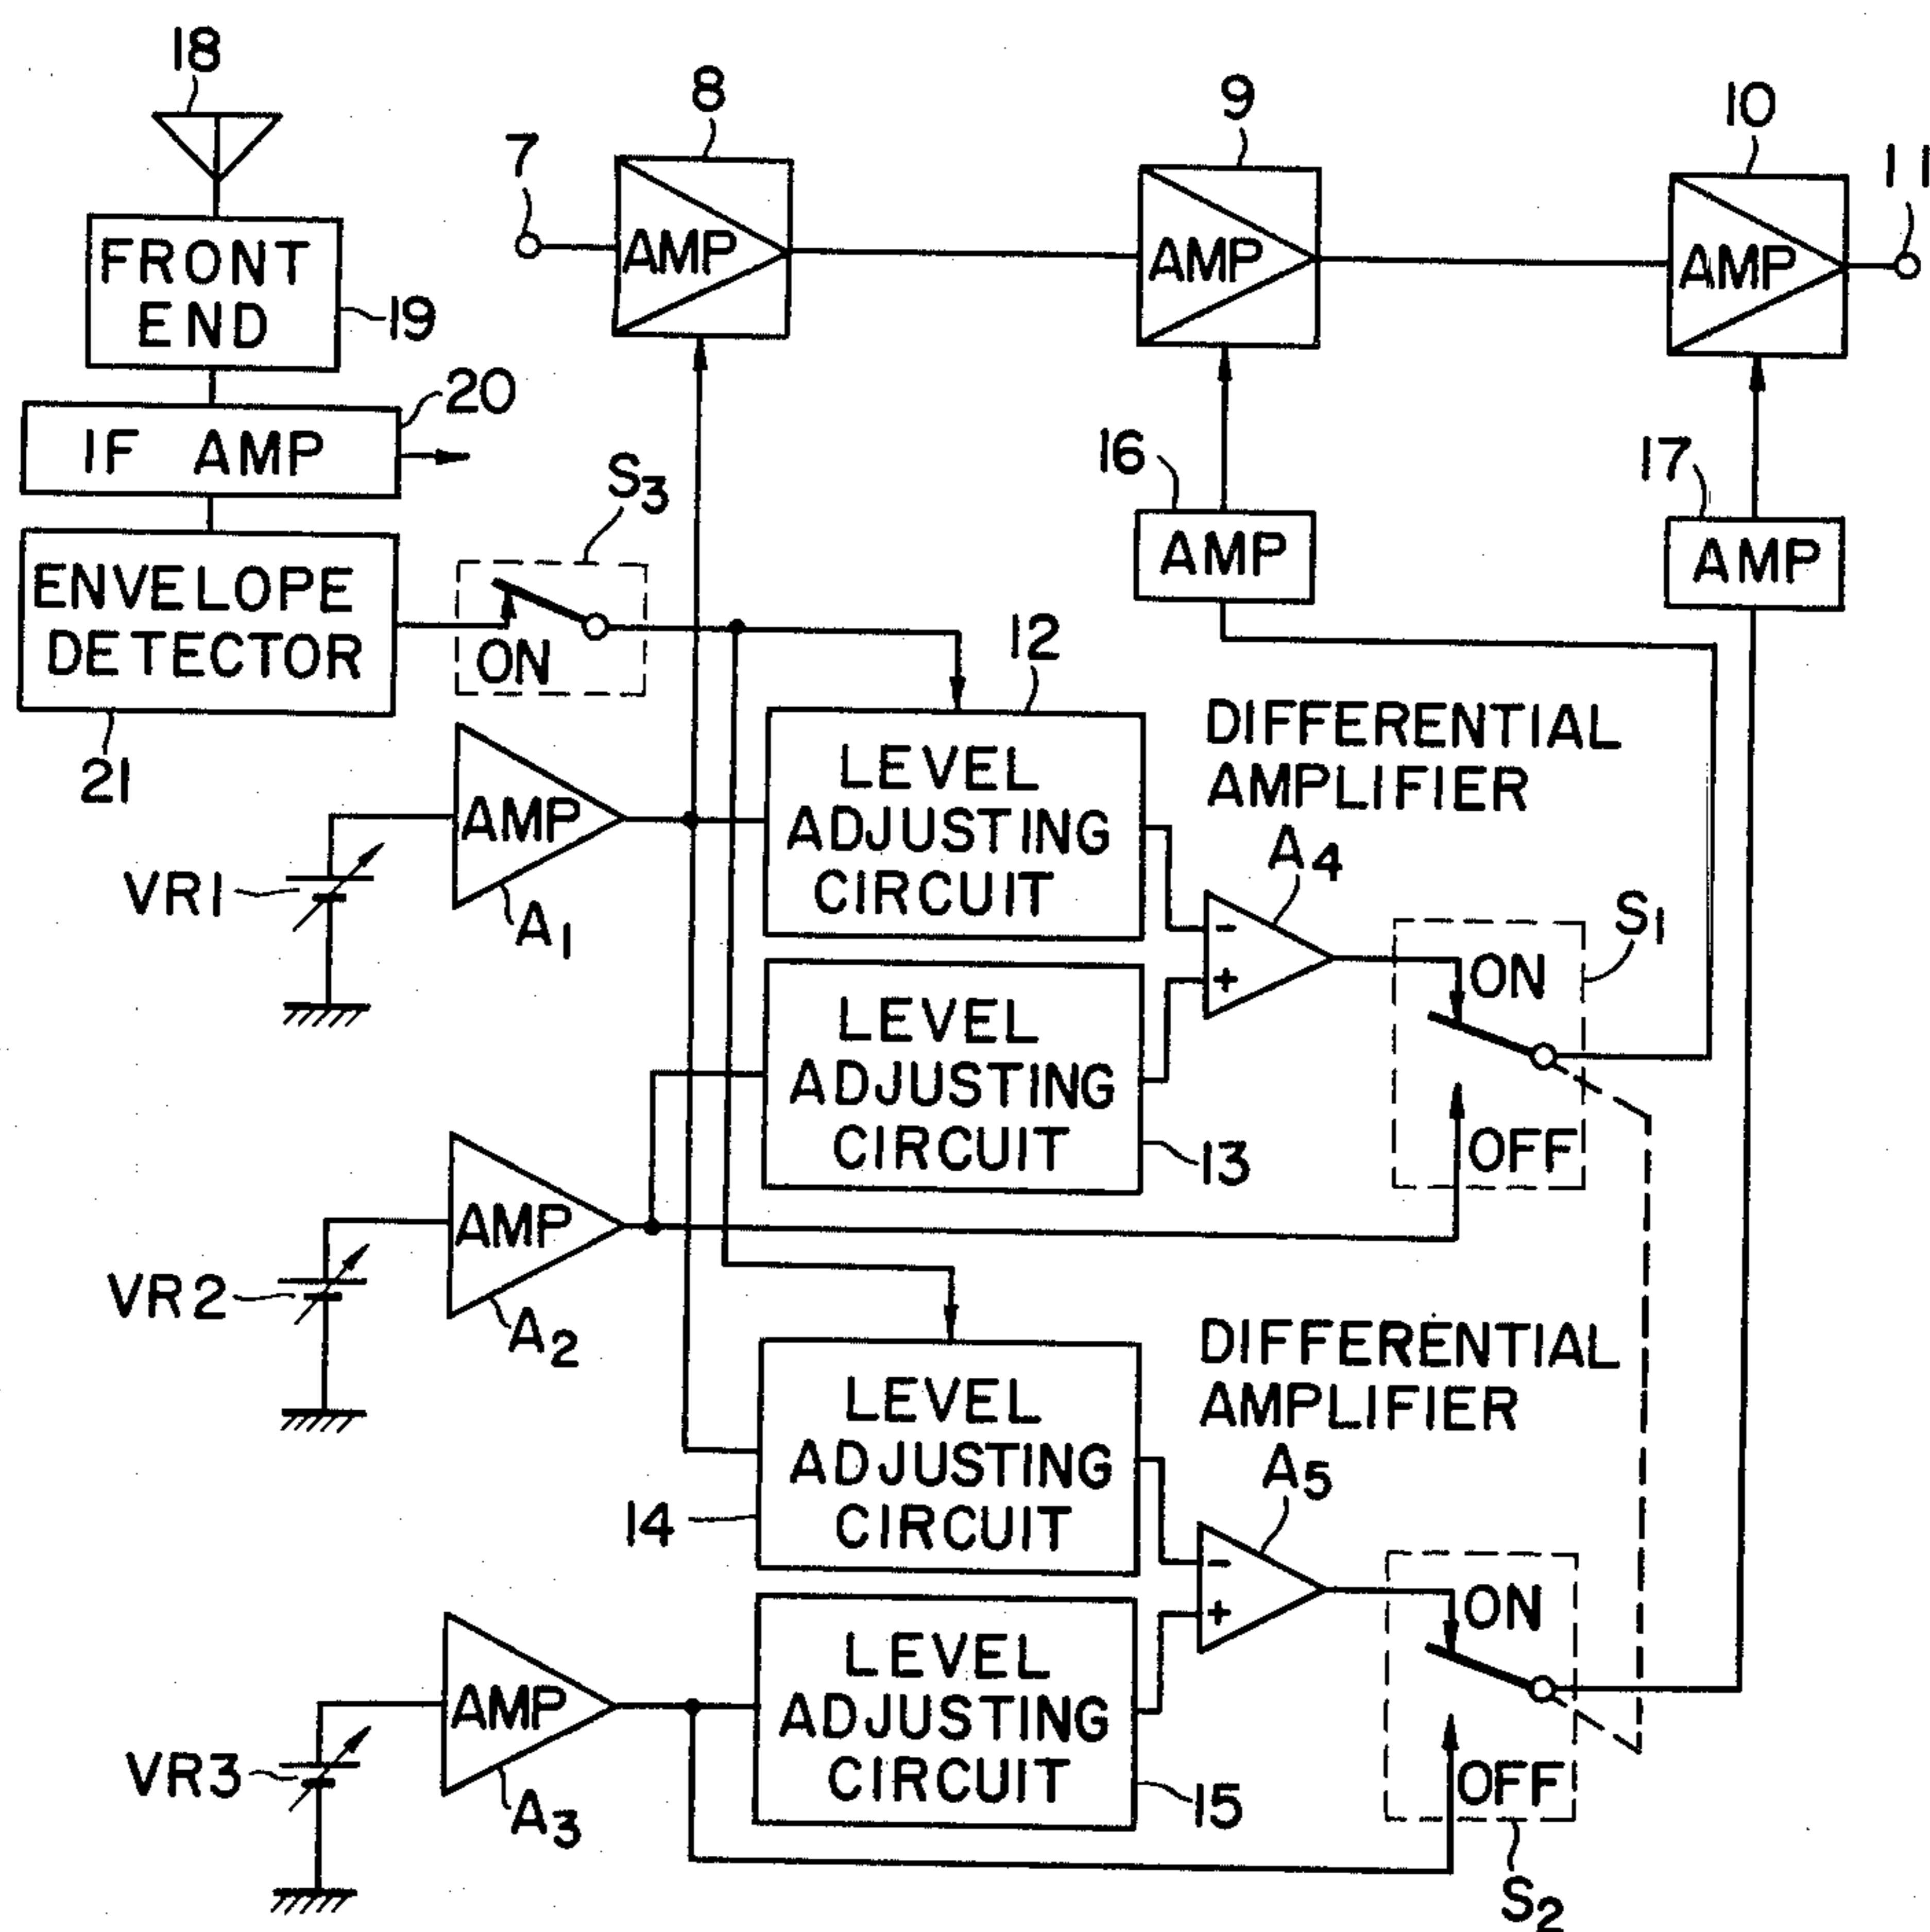 18
8
9
10
7
11
AMP
AMP
AMP
FRONT
END
19
20
IF AMP
16
17
S3
AMP
AMP
ENVELOPE
DETECTOR
ON
12
21
DIFFERENTIAL
AMPLIFIER
LEVEL
ADJUSTING
CIRCUIT
AMP
A4
VR1
A1
-
+
S1
ON
LEVEL
ADJUSTING
CIRCUIT
13
OFF
AMP
VR2
A2
DIFFERENTIAL
AMPLIFIER
LEVEL
ADJUSTING
CIRCUIT
14
A5
-
+
ON
LEVEL
ADJUSTING
CIRCUIT
15
AMP
VR3
A3
OFF
S2